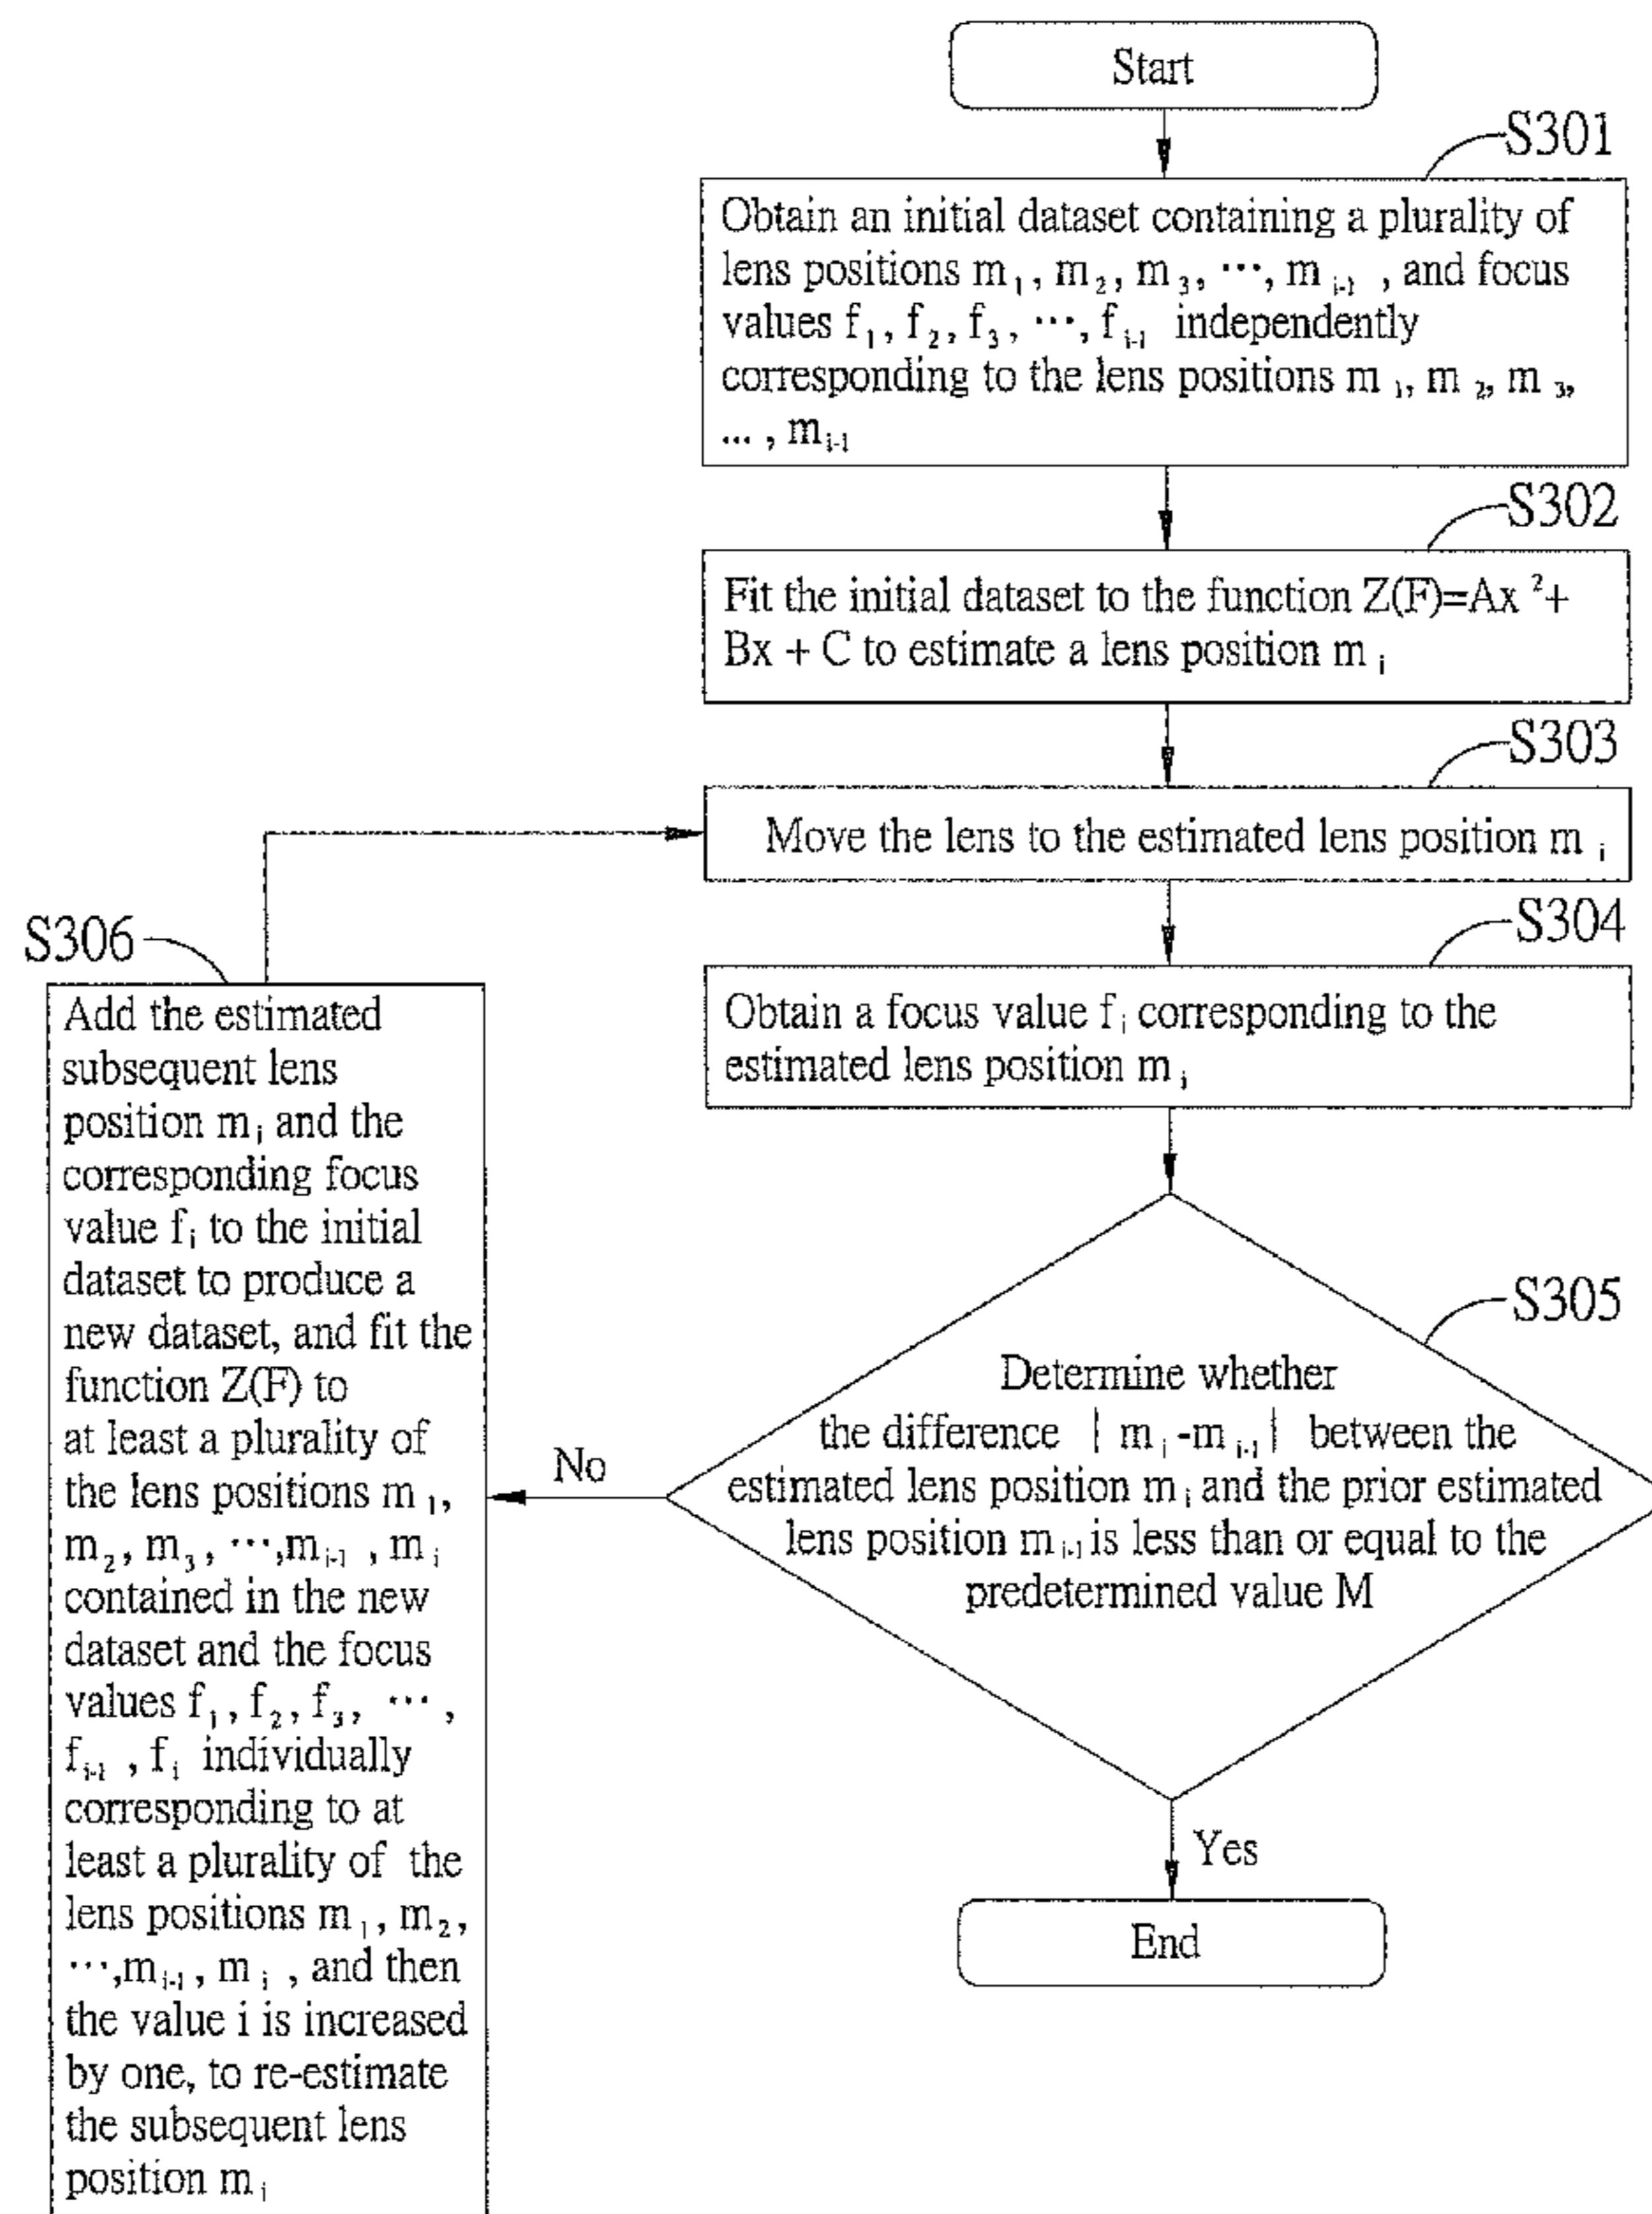 Start
S301
Obtain an initial dataset containing a plurality of
lens positions m₁, m₂, m₃, ⋯, mᵢ₋₁ , and focus
values f₁, f₂, f₃, ⋯, fᵢ₋₁ independently
corresponding to the lens positions m₁, m₂, m₃,
... , mᵢ₋₁
S302
Fit the initial dataset to the function Z(F)=Ax²+
Bx + C to estimate a lens position mᵢ
S303
Move the lens to the estimated lens position mᵢ
S304
Obtain a focus value fᵢ corresponding to the
estimated lens position mᵢ
S305
Determine whether
the difference | mᵢ -mᵢ₋₁ | between the
estimated lens position mᵢ and the prior estimated
lens position mᵢ₋₁ is less than or equal to the
predetermined value M
No
Yes
End
S306
Add the estimated
subsequent lens
position mᵢ and the
corresponding focus
value fᵢ to the initial
dataset to produce a
new dataset, and fit the
function Z(F) to
at least a plurality of
the lens positions m₁,
m₂, m₃, ⋯,mᵢ₋₁ , mᵢ
contained in the new
dataset and the focus
values f₁, f₂, f₃, ⋯ ,
fᵢ₋₁ , fᵢ individually
corresponding to at
least a plurality of the
lens positions m₁, m₂,
⋯,mᵢ₋₁, mᵢ , and then
the value i is increased
by one, to re-estimate
the subsequent lens
position mᵢ